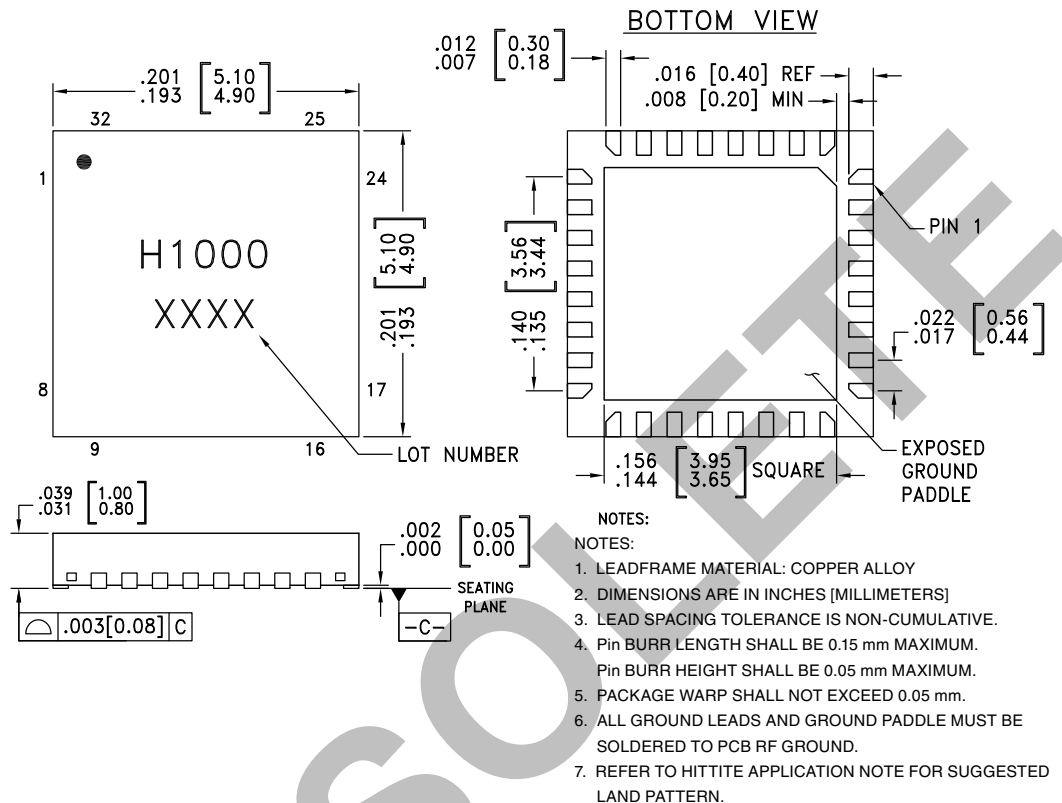 BOTTOM VIEW
.201 [5.10]
.193 [4.90]
32 25
1 24
H1000
XXXX
8 17
9 16
LOT NUMBER
.201 [5.10]
.193 [4.90]
.012 [0.30]
.007 [0.18]
.016 [0.40] REF
.008 [0.20] MIN
PIN 1
.140 [3.56]
.135 [3.44]
.022 [0.56]
.017 [0.44]
.156 [3.95]
.144 [3.65] SQUARE
EXPOSED
GROUND
PADDLE
.039 [1.00]
.031 [0.80]
.002 [0.05]
.000 [0.00]
SEATING
PLANE
.003[0.08] C
-C-
NOTES:
NOTES:
1. LEADFRAME MATERIAL: COPPER ALLOY
2. DIMENSIONS ARE IN INCHES [MILLIMETERS]
3. LEAD SPACING TOLERANCE IS NON-CUMULATIVE.
4. Pin BURR LENGTH SHALL BE 0.15 mm MAXIMUM.
Pin BURR HEIGHT SHALL BE 0.05 mm MAXIMUM.
5. PACKAGE WARP SHALL NOT EXCEED 0.05 mm.
6. ALL GROUND LEADS AND GROUND PADDLE MUST BE
SOLDERED TO PCB RF GROUND.
7. REFER TO HITTITE APPLICATION NOTE FOR SUGGESTED
LAND PATTERN.
SOLETE